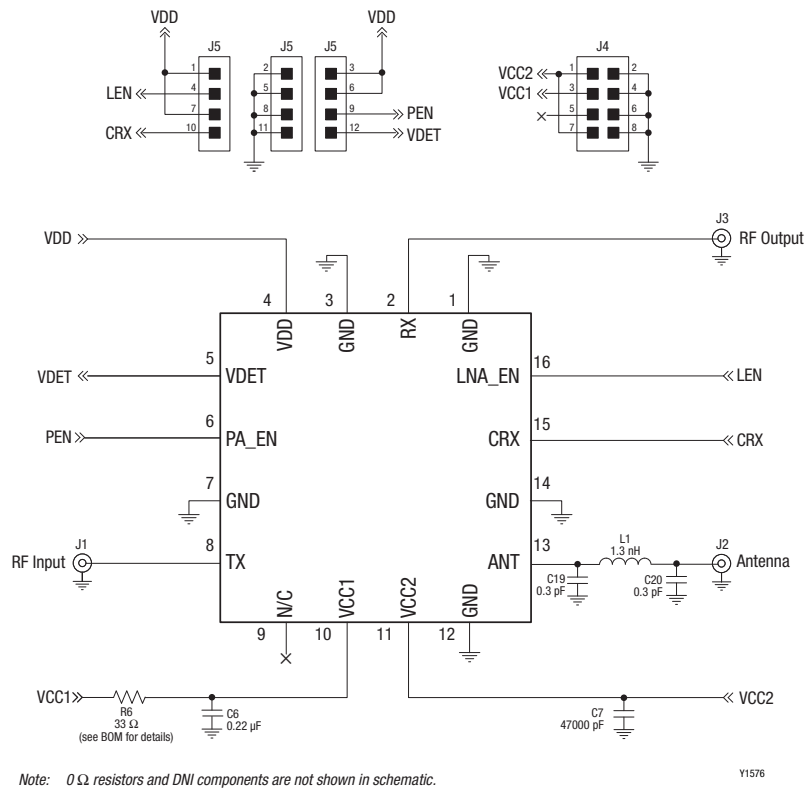 VDD
VDD
J5
J5
J5
J4
1
4
7
10
2
5
8
11
3
6
9
12
LEN
CRX
PEN
VDET
VCC2
VCC1
1
3
5
7
2
4
6
8
J3
RF Output
VDD
4
3
2
1
VDD
GND
RX
GND
VDET
5
VDET
LNA_EN
16
LEN
PEN
6
PA_EN
CRX
15
CRX
7
GND
GND
14
J1
RF Input
8
TX
ANT
13
L1
1.3 nH
J2
Antenna
C19
0.3 pF
C20
0.3 pF
N/C
VCC1
VCC2
GND
9
10
11
12
VCC1
R6
33 Ω
(see BOM for details)
C6
0.22 µF
C7
47000 pF
VCC2
Note: 0 Ω resistors and DNI components are not shown in schematic.
Y1576